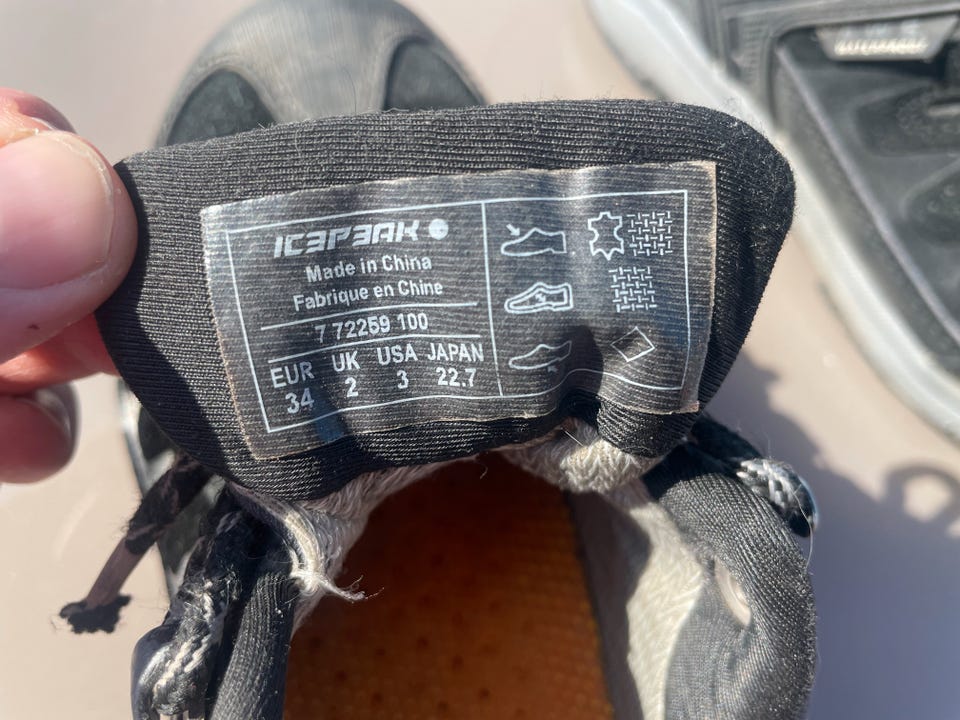 ICEPEAK
Made in China
Fabrique en Chine
7 72259 100
EUR UK USA JAPAN
34 2 3 22.7